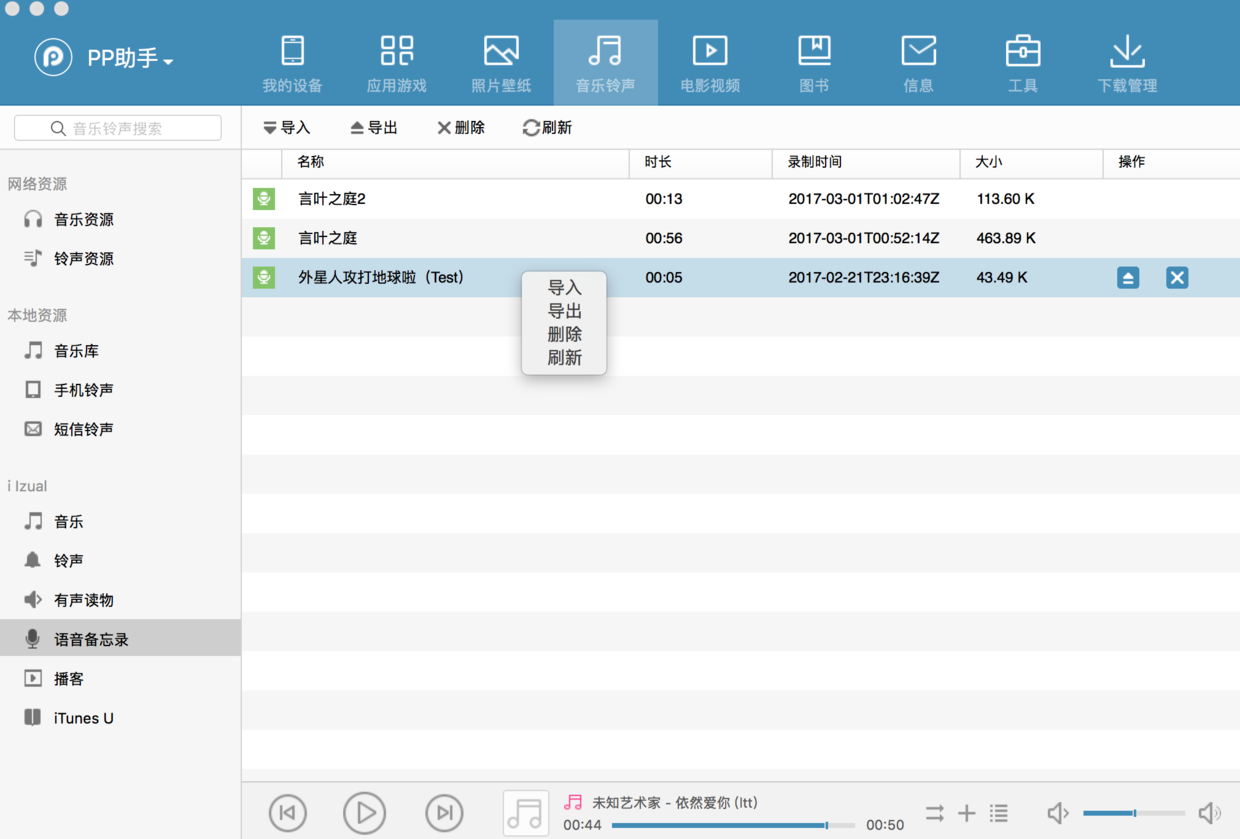 PP助手
我的设备
应用游戏
照片壁纸
音乐铃声
电影视频
图书
信息
工具
下载管理
音乐铃声搜索
导入
导出
删除
刷新
网络资源
音乐资源
铃声资源
本地资源
音乐库
手机铃声
短信铃声
i Izual
音乐
铃声
有声读物
语音备忘录
播客
iTunes U
名称 时长 录制时间 大小 操作
言叶之庭2 00:13 2017-03-01T01:02:47Z 113.60 K
言叶之庭 00:56 2017-03-01T00:52:14Z 463.89 K
外星人攻打地球啦（Test） 00:05 2017-02-21T23:16:39Z 43.49 K
导入
导出
删除
刷新
未知艺术家 - 依然爱你 (ltt)
00:44 00:50